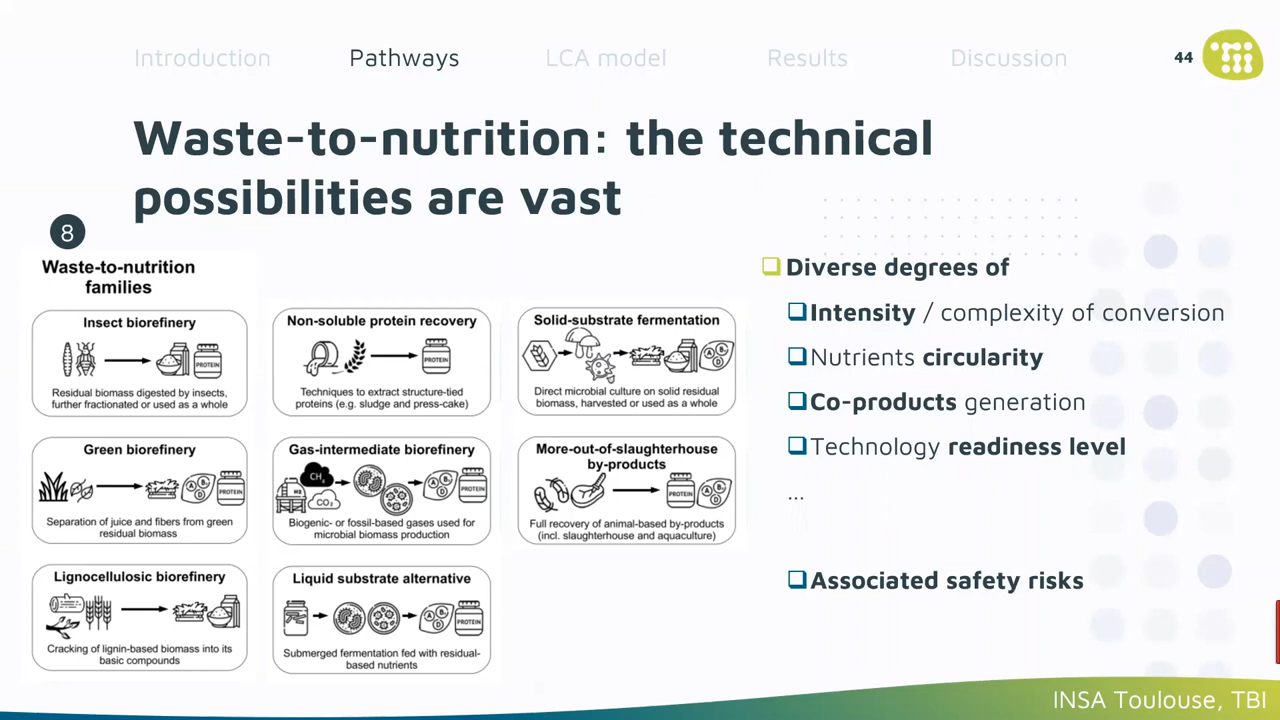 Introduction
Pathways
LCA model
Results
Discussion
44
Waste-to-nutrition: the technical
possibilities are vast
8
Waste-to-nutrition
families
Insect biorefinery
PROTEIN
Residual biomass digested by insects,
further fractionated or used as a whole
Non-soluble protein recovery
PROTEIN
Techniques to extract structure-tied
proteins (e.g. sludge and press-cake)
Solid-substrate fermentation
PROTEIN
A
B
D
Direct microbial culture on solid residual
biomass, harvested or used as a whole
Green biorefinery
A
B
D
PROTEIN
Separation of juice and fibers from green
residual biomass
Gas-intermediate biorefinery
CH₄
H2
CO₂
A
B
D
PROTEIN
Biogenic- or fossil-based gases used for
microbial biomass production
More-out-of-slaughterhouse
by-products
PROTEIN
A
B
D
Full recovery of animal-based by-products
(incl. slaughterhouse and aquaculture)
Lignocellulosic biorefinery
Cracking of lignin-based biomass into its
basic compounds
Liquid substrate alternative
A
B
D
PROTEIN
Submerged fermentation fed with residual-
based nutrients
Diverse degrees of
Intensity / complexity of conversion
Nutrients circularity
Co-products generation
Technology readiness level
...
Associated safety risks
INSA Toulouse, TBI